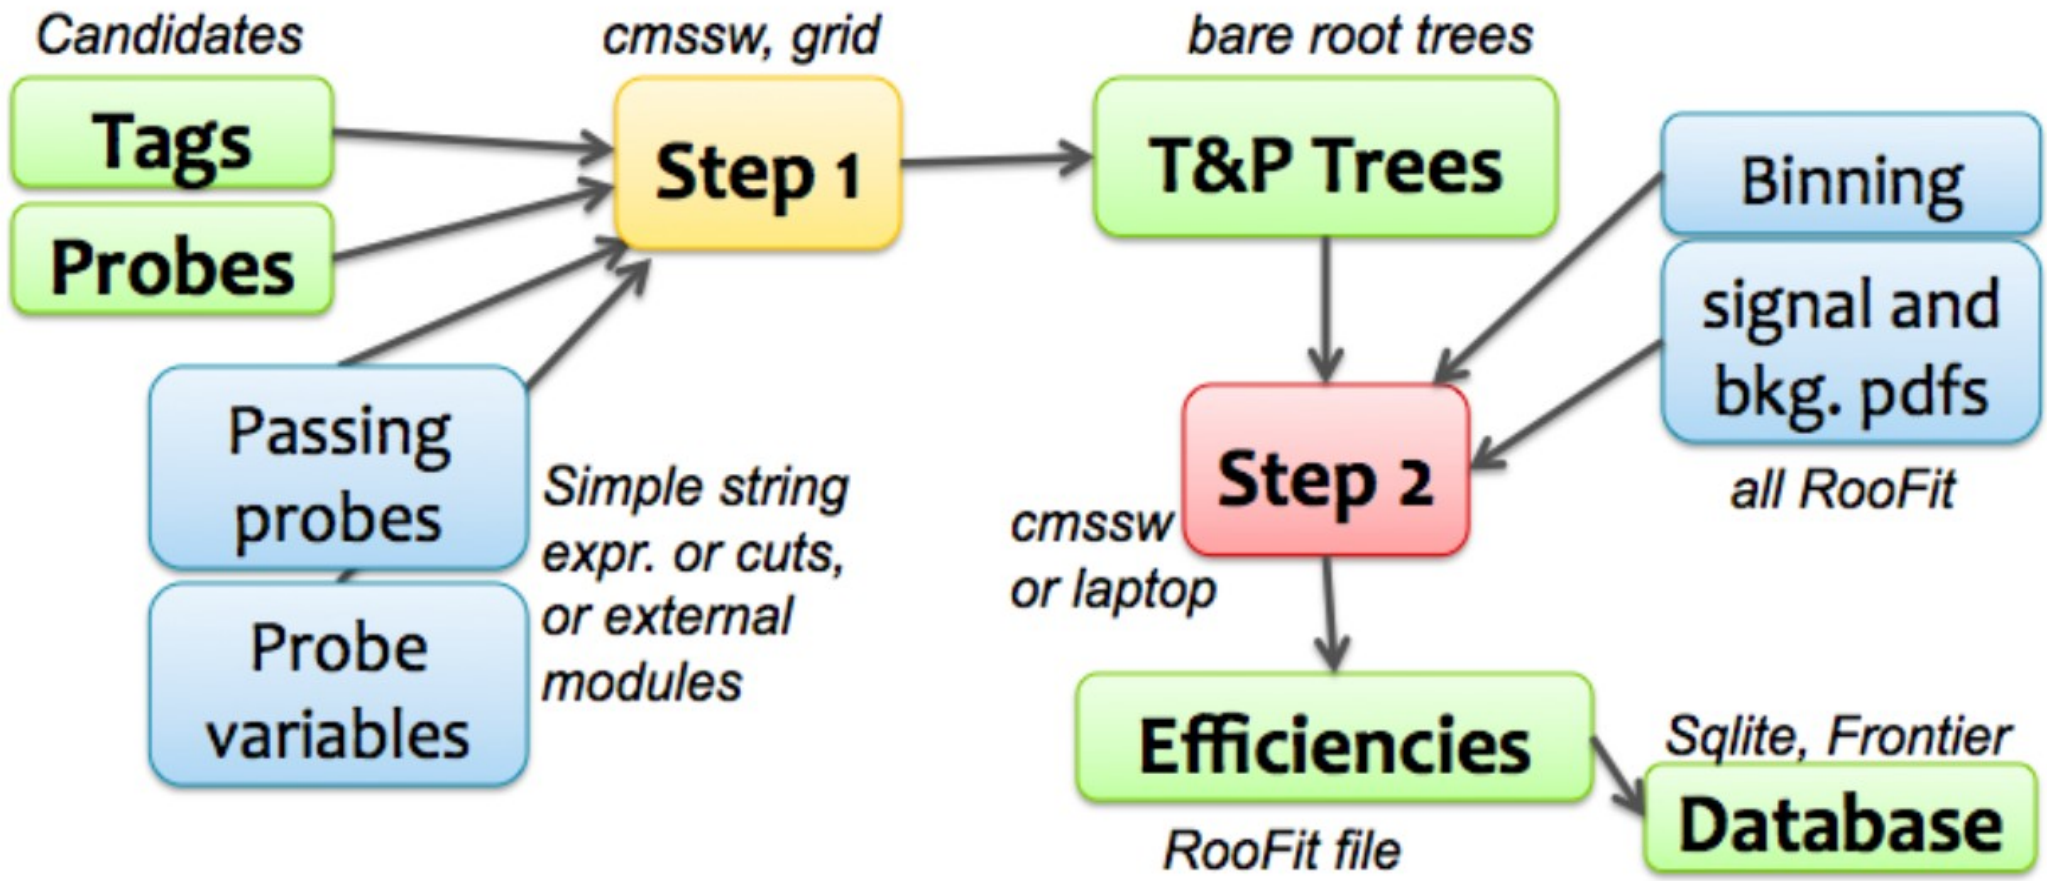 Candidates
Tags
Probes
cmssw, grid
Step 1
bare root trees
T&P Trees
Binning
signal and
bkg. pdfs
all RooFit
Passing
probes
Probe
variables
Simple string
expr. or cuts,
or external
modules
Step 2
cmssw
or laptop
Efficiencies
RooFit file
Sqlite, Frontier
Database